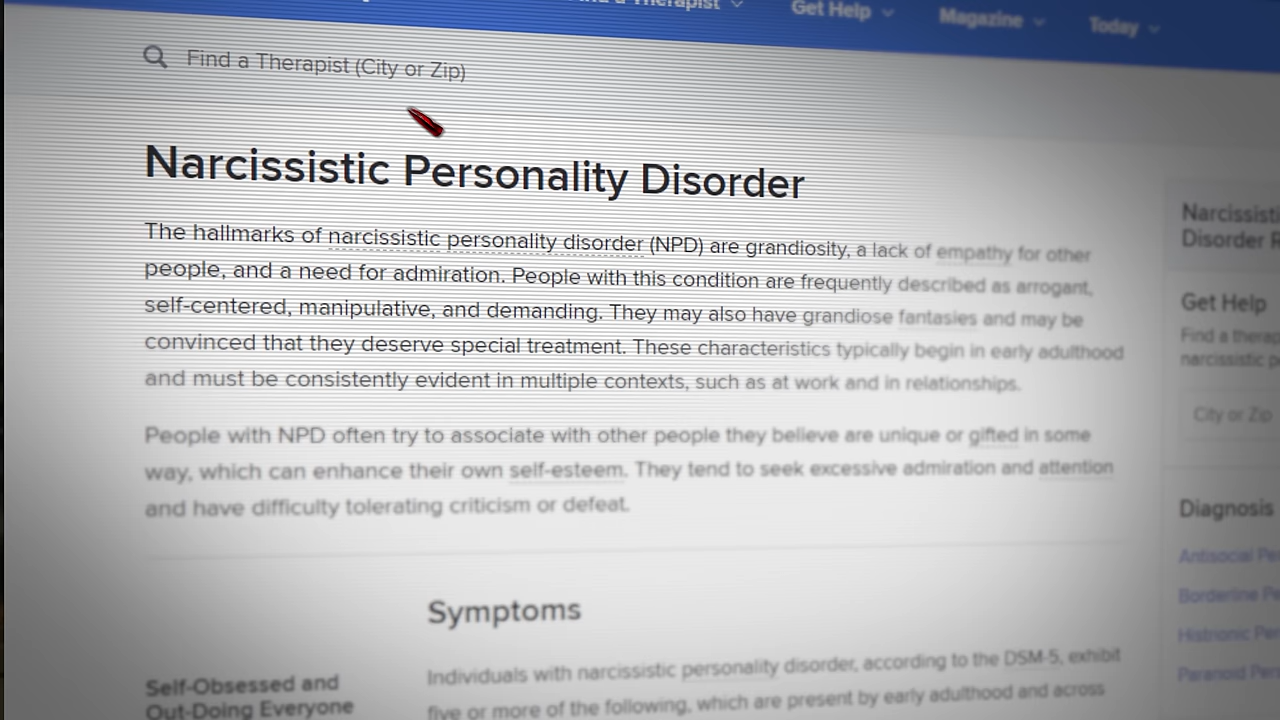 Therapist
Get Help
Magazine
Today
Find a Therapist (City or Zip)
Narcissistic Personality Disorder
The hallmarks of narcissistic personality disorder (NPD) are grandiosity, a lack of empathy for other
people, and a need for admiration. People with this condition are frequently described as arrogant,
self-centered, manipulative, and demanding. They may also have grandiose fantasies and may be
convinced that they deserve special treatment. These characteristics typically begin in early adulthood
and must be consistently evident in multiple contexts, such as at work and in relationships.
People with NPD often try to associate with other people they believe are unique or gifted in some
way, which can enhance their own self-esteem. They tend to seek excessive admiration and attention
and have difficulty tolerating criticism or defeat.
Symptoms
Individuals with narcissistic personality disorder, according to the DSM-5, exhibit
five or more of the following, which are present by early adulthood and across
Self-Obsessed and
Out-Doing Everyone
Disorder
Get Help
Find a
narcissistic
City or Zip
Diagnosis
Antisocial
Borderline
Histrionic
Paranoid